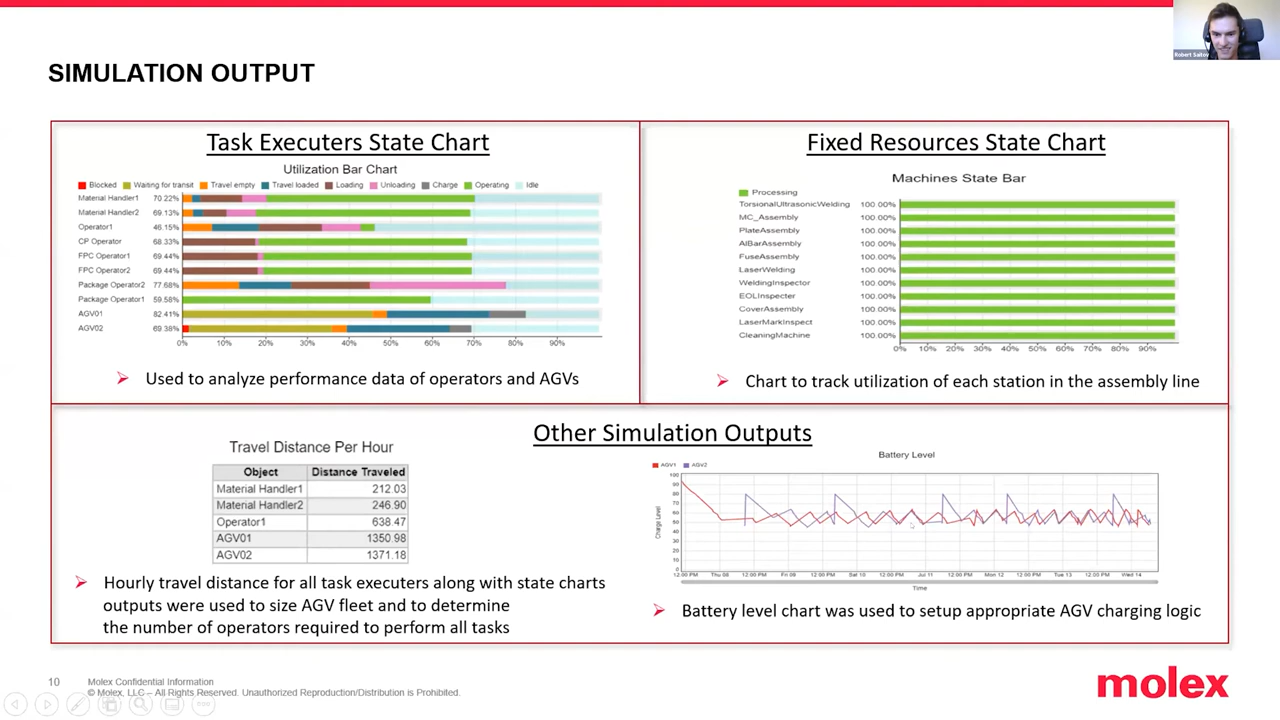 Robert Saitov
SIMULATION OUTPUT
Task Executers State Chart
Utilization Bar Chart
Blocked Waiting for transit Travel empty Travel loaded Loading Unloading Charge Operating Idle
Material Handler1 70.22%
Material Handler2 69.13%
Operator1 46.15%
CP Operator 68.33%
FPC Operator1 69.44%
FPC Operator2 69.44%
Package Operator2 77.68%
Package Operator1 59.58%
AGV01 82.41%
AGV02 69.38%
0% 10% 20% 30% 40% 50% 60% 70% 80% 90%
Used to analyze performance data of operators and AGVs
Fixed Resources State Chart
Machines State Bar
Processing
TorsionalUltrasonicWelding 100.00%
MC_Assembly 100.00%
PlateAssembly 100.00%
AlBarAssembly 100.00%
FuseAssembly 100.00%
LaserWelding 100.00%
WeldingInspector 100.00%
EOLInspecter 100.00%
CoverAssembly 100.00%
LaserMarkInspect 100.00%
CleaningMachine 100.00%
0% 10% 20% 30% 40% 50% 60% 70% 80% 90%
Chart to track utilization of each station in the assembly line
Other Simulation Outputs
Travel Distance Per Hour
Object Distance Traveled
Material Handler1 212.03
Material Handler2 246.90
Operator1 638.47
AGV01 1350.98
AGV02 1371.18
Hourly travel distance for all task executers along with state charts
outputs were used to size AGV fleet and to determine
the number of operators required to perform all tasks
Battery Level
AGV1 AGV2
Charge Level
100
90
80
70
60
50
40
30
20
10
0
12:00 PM Thu 08 12:00 PM Fri 09 12:00 PM Sat 10 12:00 PM Jul 11 12:00 PM Mon 12 12:00 PM Tue 13 12:00 PM Wed 14
Time
Battery level chart was used to setup appropriate AGV charging logic
10 Molex Confidential Information
© Molex, LLC – All Rights Reserved. Unauthorized Reproduction/Distribution is Prohibited.
molex